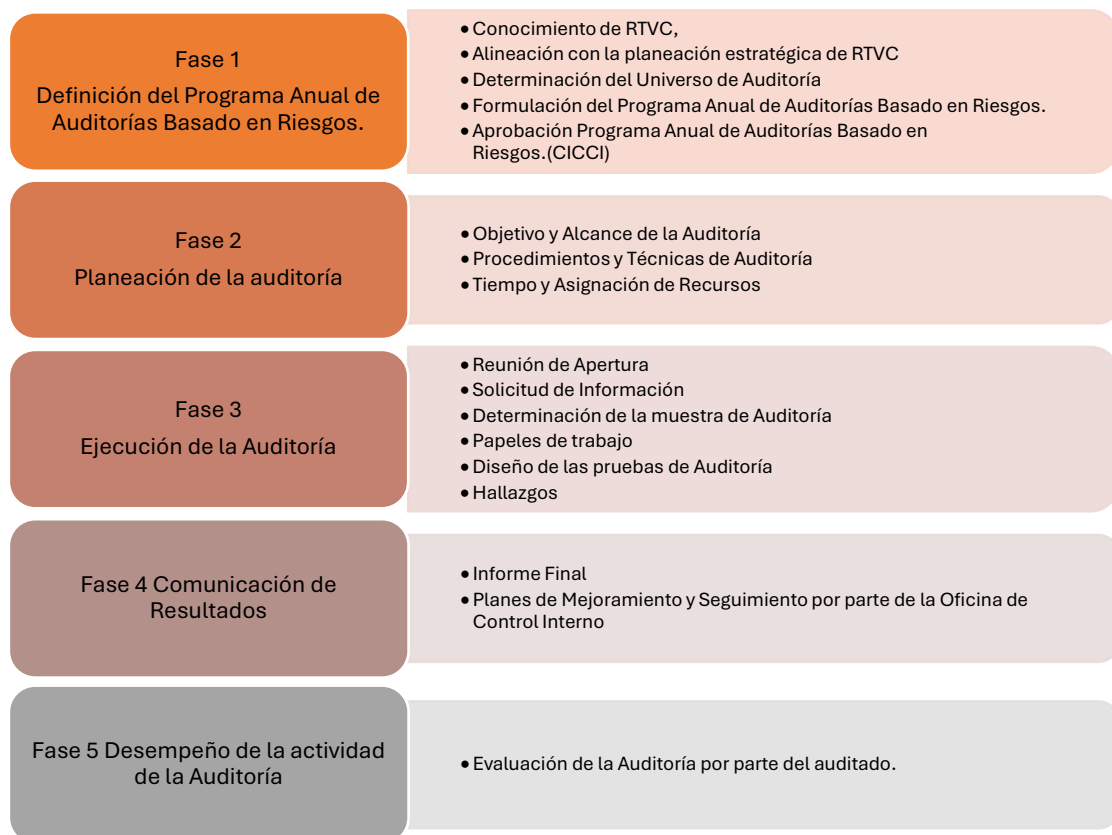 Fase 1
Definición del Programa Anual de
Auditorías Basado en Riesgos.
• Conocimiento de RTVC,
• Alineación con la planeación estratégica de RTVC
• Determinación del Universo de Auditoría
• Formulación del Programa Anual de Auditorías Basado en Riesgos.
• Aprobación Programa Anual de Auditorías Basado en
Riesgos.(CICCI)
Fase 2
Planeación de la auditoría
• Objetivo y Alcance de la Auditoría
• Procedimientos y Técnicas de Auditoría
• Tiempo y Asignación de Recursos
Fase 3
Ejecución de la Auditoría
• Reunión de Apertura
• Solicitud de Información
• Determinación de la muestra de Auditoría
• Papeles de trabajo
• Diseño de las pruebas de Auditoría
• Hallazgos
Fase 4 Comunicación de
Resultados
• Informe Final
• Planes de Mejoramiento y Seguimiento por parte de la Oficina de
Control Interno
Fase 5 Desempeño de la actividad
de la Auditoría
• Evaluación de la Auditoría por parte del auditado.